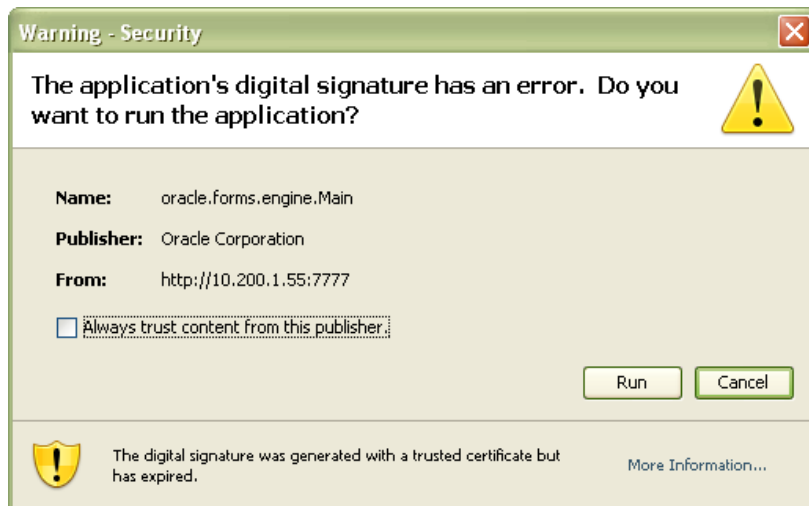 Warning - Security
The application's digital signature has an error. Do you
want to run the application?
Name: oracle.forms.engine.Main
Publisher: Oracle Corporation
From: http://10.200.1.55:7777
Always trust content from this publisher.
Run Cancel
The digital signature was generated with a trusted certificate but
has expired.
More Information...